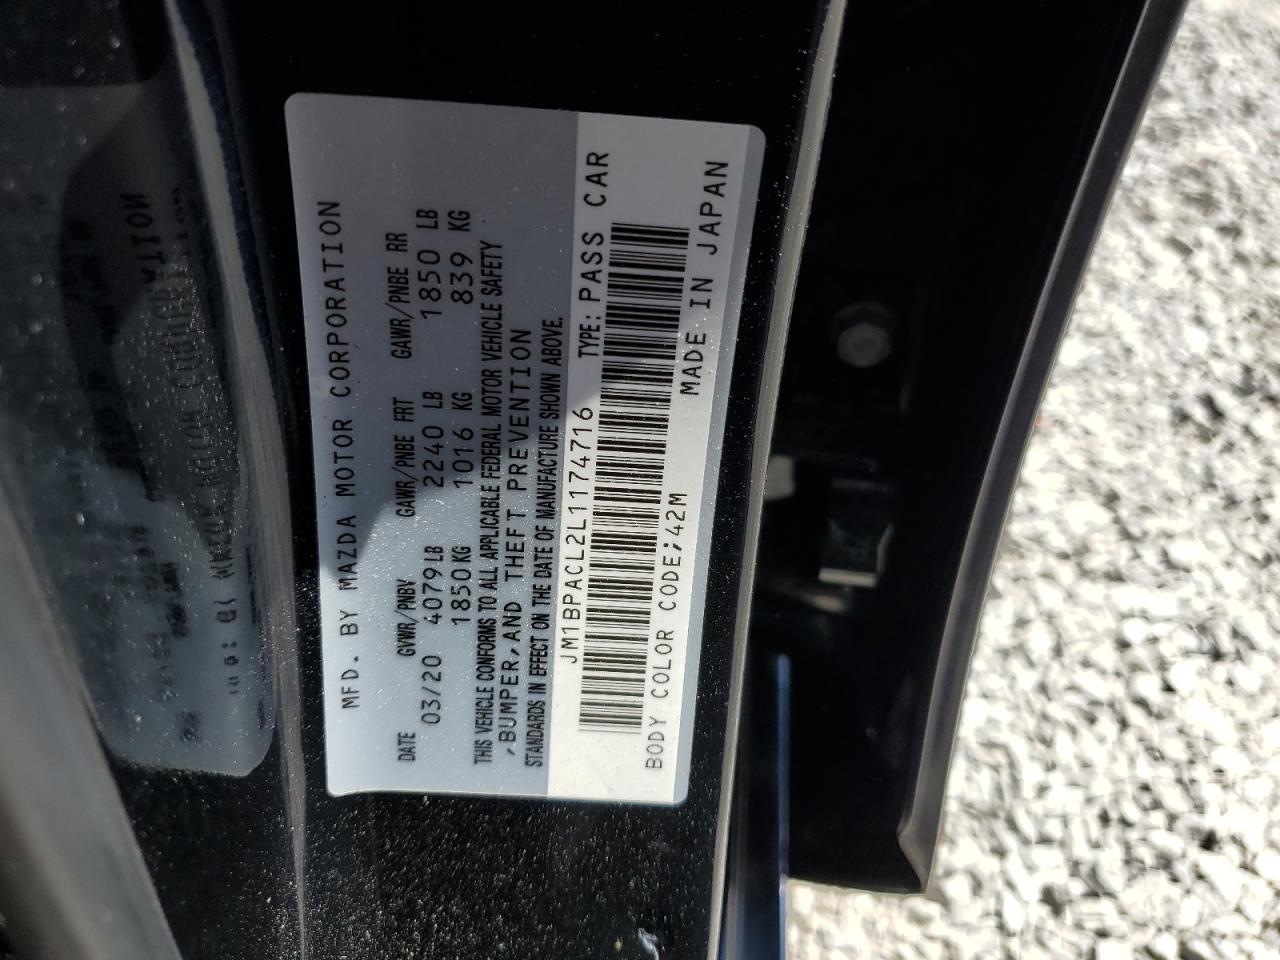 MFD. BY MAZDA MOTOR CORPORATION
DATE GVWR/PNBV GAWR/PNBE FRT GAWR/PNBE RR
03/20 4079LB 2240 LB 1850 LB
1850KG 1016 KG 839 KG
THIS VEHICLE CONFORMS TO ALL APPLICABLE FEDERAL MOTOR VEHICLE SAFETY
,BUMPER,AND THEFT PREVENTION
STANDARDS IN EFFECT ON THE DATE OF MANUFACTURE SHOWN ABOVE.
JM1BPACL2L1174716 TYPE:PASS CAR
BODY COLOR CODE;42M MADE IN JAPAN